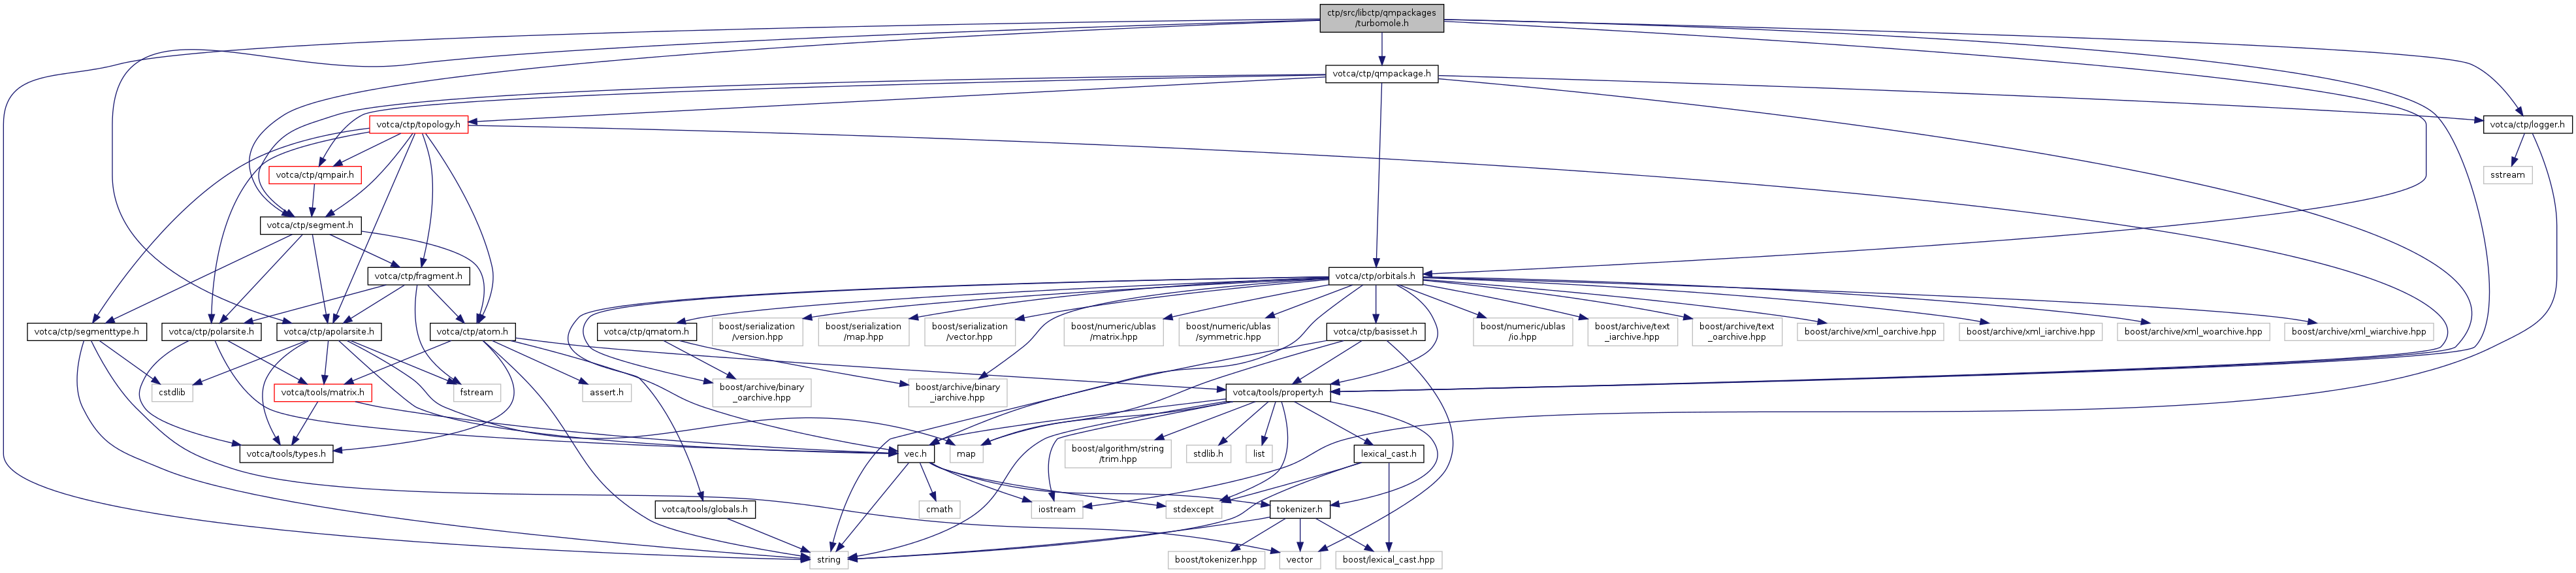 ctp/src/libctp/qmpackages
/turbomole.h
votca/ctp/qmpackage.h
votca/ctp/topology.h
votca/ctp/logger.h
votca/ctp/qmpair.h
sstream
votca/ctp/segment.h
votca/ctp/fragment.h
votca/ctp/orbitals.h
votca/ctp/segmenttype.h
votca/ctp/polarsite.h
votca/ctp/apolarsite.h
votca/ctp/atom.h
votca/ctp/qmatom.h
boost/serialization
/version.hpp
boost/serialization
/map.hpp
boost/serialization
/vector.hpp
boost/numeric/ublas
/matrix.hpp
boost/numeric/ublas
/symmetric.hpp
votca/ctp/basisset.h
boost/numeric/ublas
/io.hpp
boost/archive/text
_iarchive.hpp
boost/archive/text
_oarchive.hpp
boost/archive/xml_oarchive.hpp
boost/archive/xml_iarchive.hpp
boost/archive/xml_woarchive.hpp
boost/archive/xml_wiarchive.hpp
cstdlib
votca/tools/matrix.h
fstream
assert.h
boost/archive/binary
_oarchive.hpp
boost/archive/binary
_iarchive.hpp
votca/tools/property.h
votca/tools/types.h
vec.h
map
boost/algorithm/string
/trim.hpp
stdlib.h
list
lexical_cast.h
votca/tools/globals.h
cmath
iostream
stdexcept
tokenizer.h
string
boost/tokenizer.hpp
vector
boost/lexical_cast.hpp